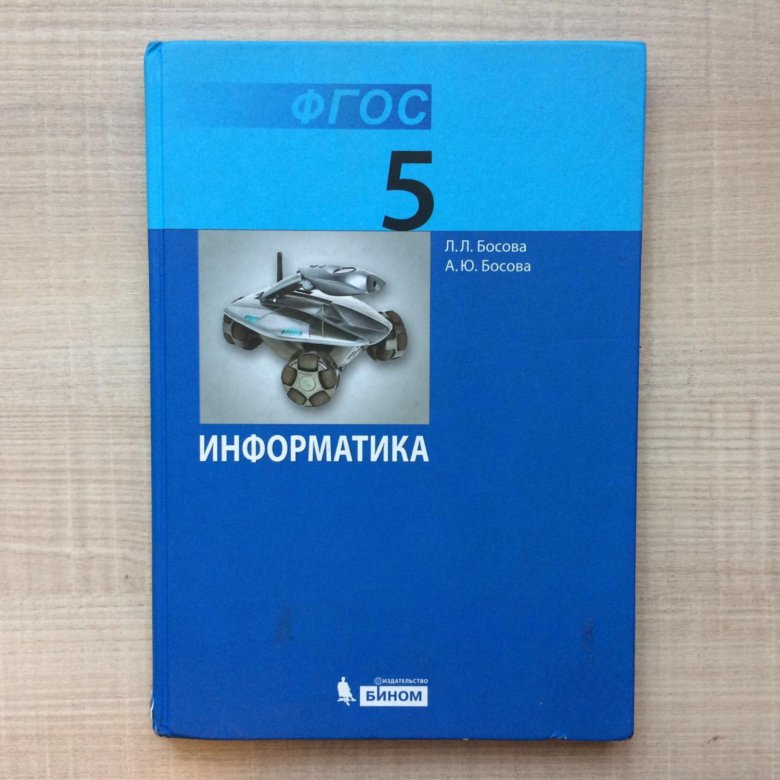 ФГОС
5
Л.Л. Босова
А.Ю. Босова
ИНФОРМАТИКА
ИЗДАТЕЛЬСТВО
БИНОМ